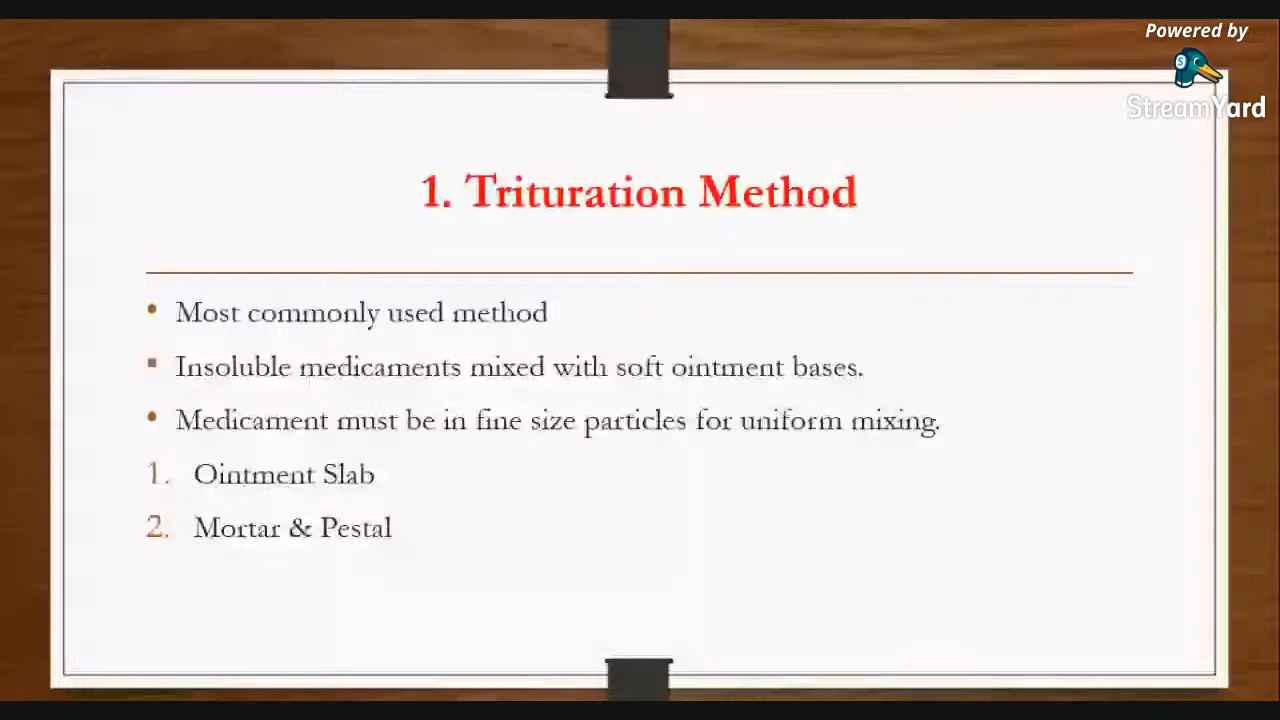 Powered by
StreamYard
1. Trituration Method
• Most commonly used method
▪ Insoluble medicaments mixed with soft ointment bases.
• Medicament must be in fine size particles for uniform mixing.
1. Ointment Slab
2. Mortar & Pestal